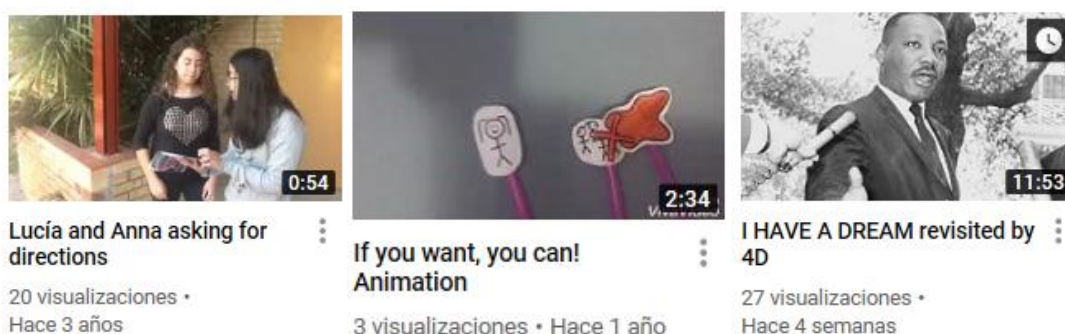 0:54
Lucía and Anna asking for
directions
20 visualizaciones •
Hace 3 años
2:34
VivaVideo
If you want, you can!
Animation
3 visualizaciones • Hace 1 año
11:53
I HAVE A DREAM revisited by
4D
27 visualizaciones •
Hace 4 semanas